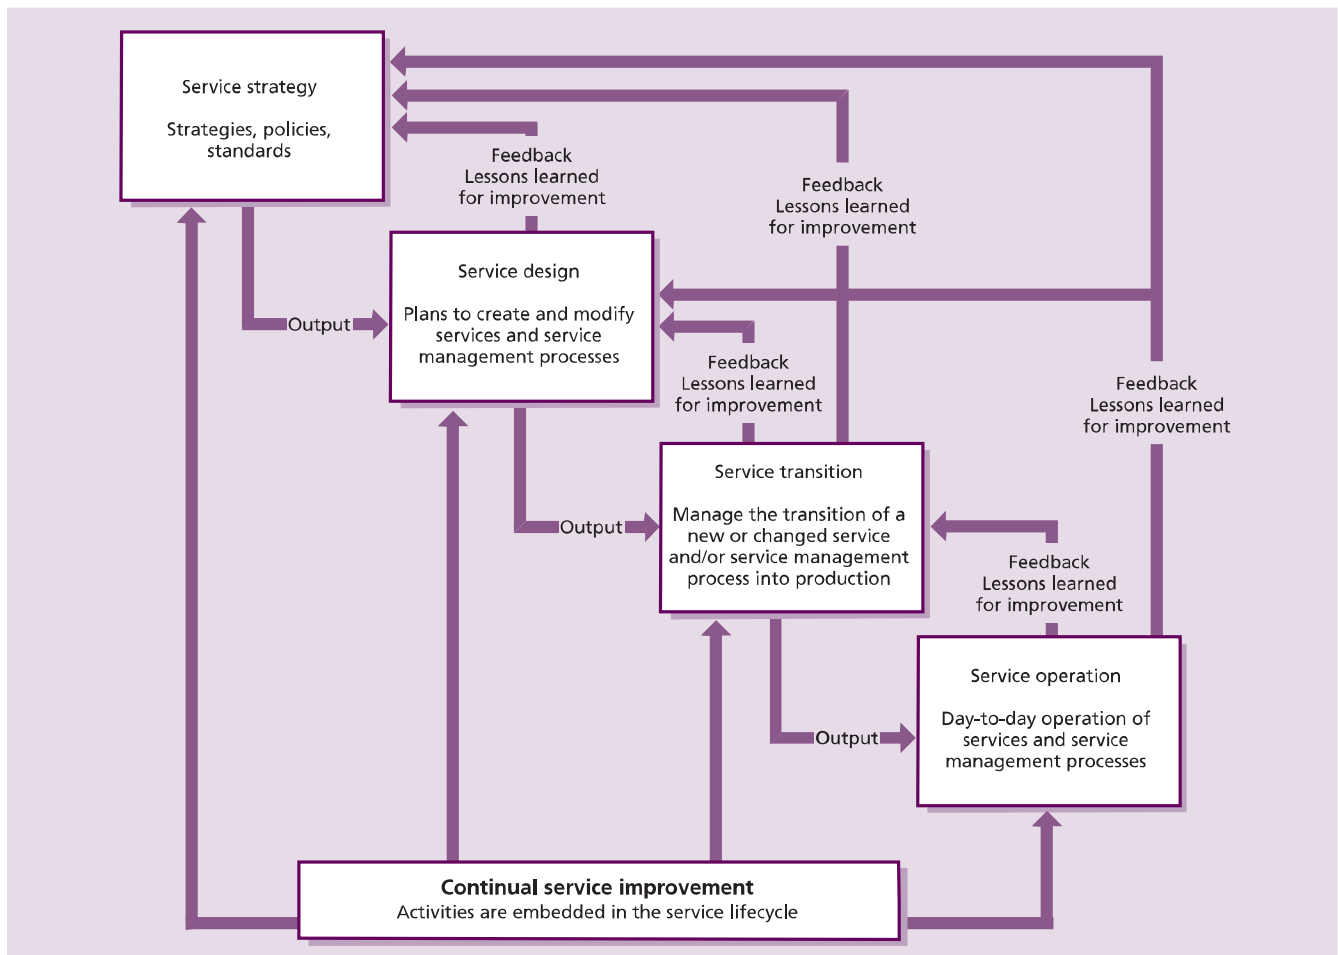 Service strategy
Strategies, policies,
standards
Feedback
Lessons learned
for improvement
Feedback
Lessons learned
for improvement
Service design
Plans to create and modify
services and service
management processes
Output
Feedback
Lessons learned
for improvement
Feedback
Lessons learned
for improvement
Service transition
Manage the transition of a
new or changed service
and/or service management
process into production
Output
Feedback
Lessons learned
for improvement
Service operation
Day-to-day operation of
services and service
management processes
Output
Continual service improvement
Activities are embedded in the service lifecycle